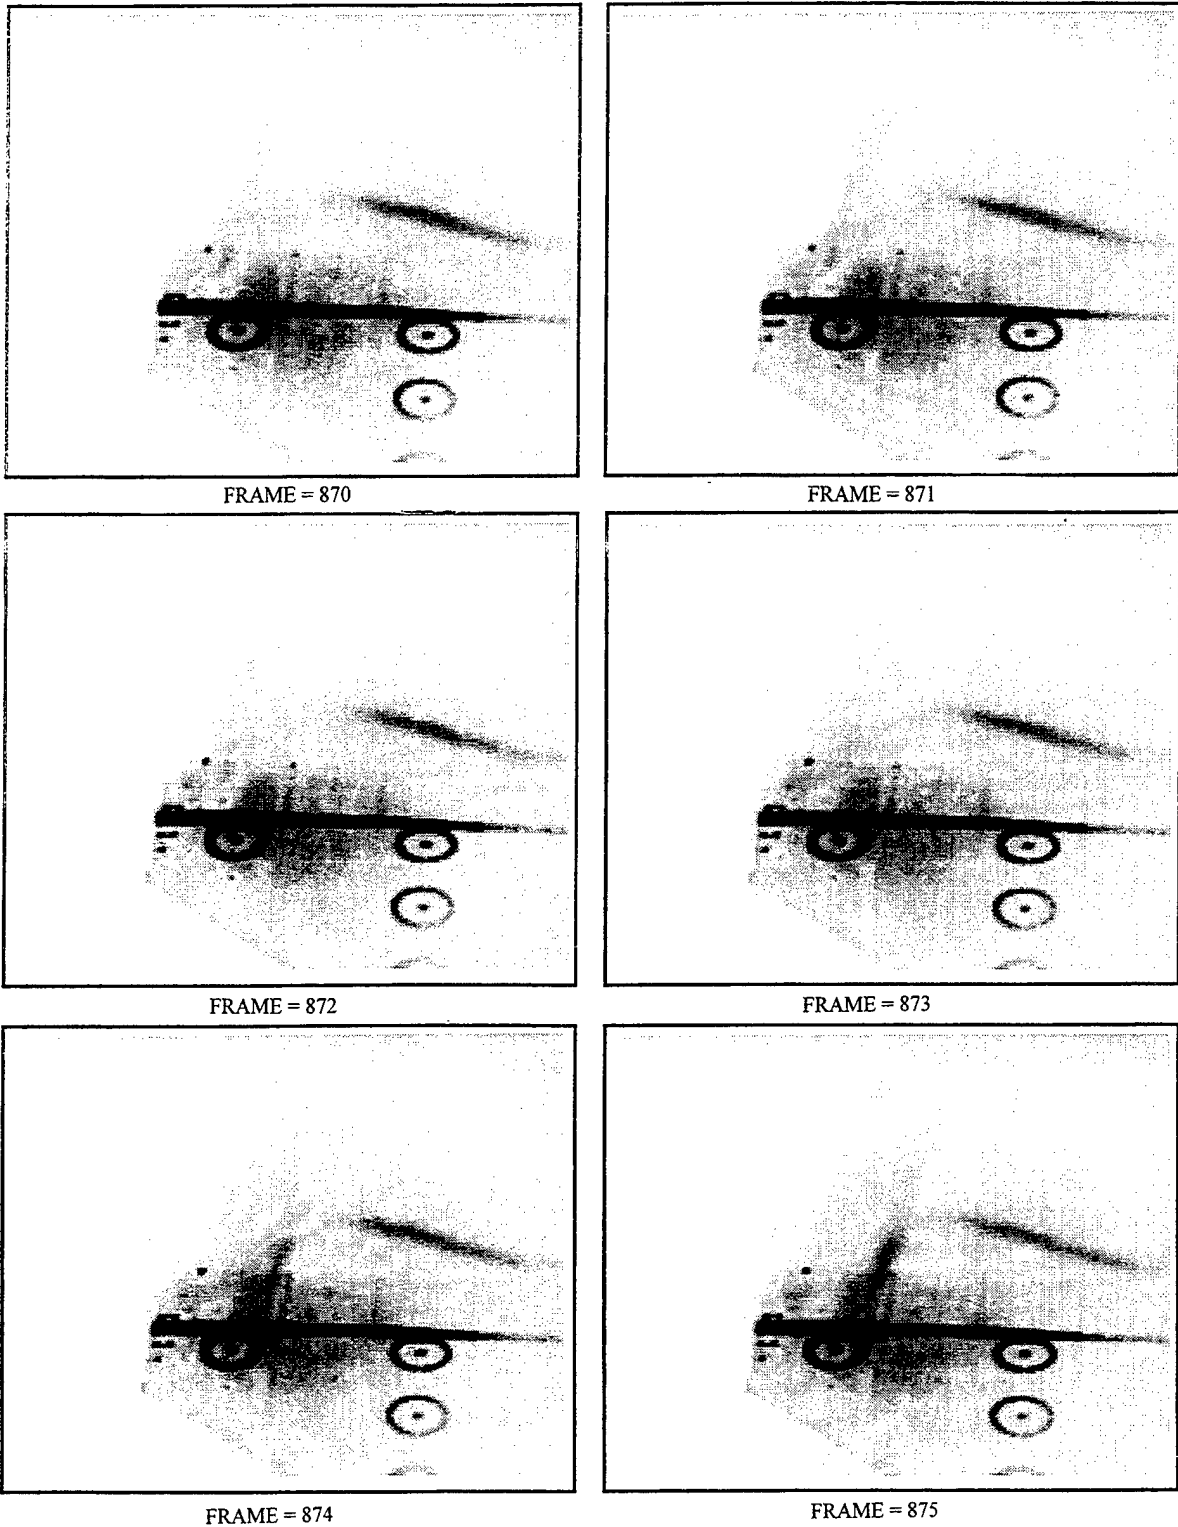 FRAME = 870
FRAME = 871
FRAME = 872
FRAME = 873
FRAME = 874
FRAME = 875